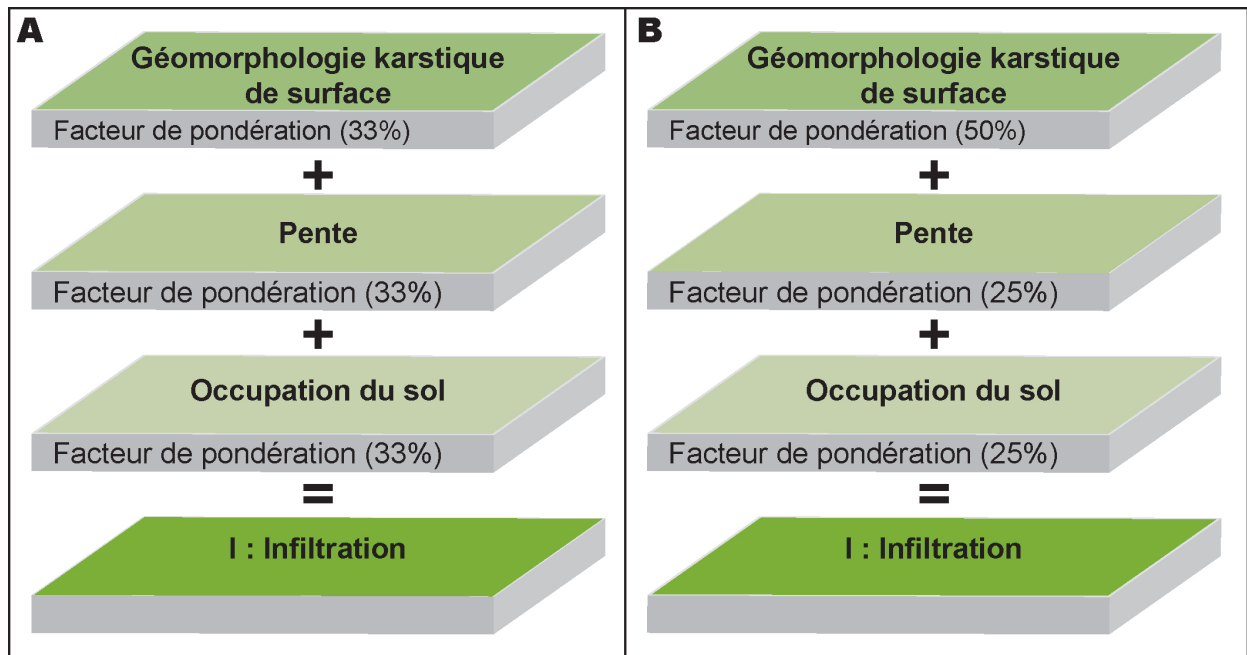 A
Géomorphologie karstique
de surface
Facteur de pondération (33%)
+
Pente
Facteur de pondération (33%)
+
Occupation du sol
Facteur de pondération (33%)
=
I : Infiltration
B
Géomorphologie karstique
de surface
Facteur de pondération (50%)
+
Pente
Facteur de pondération (25%)
+
Occupation du sol
Facteur de pondération (25%)
=
I : Infiltration